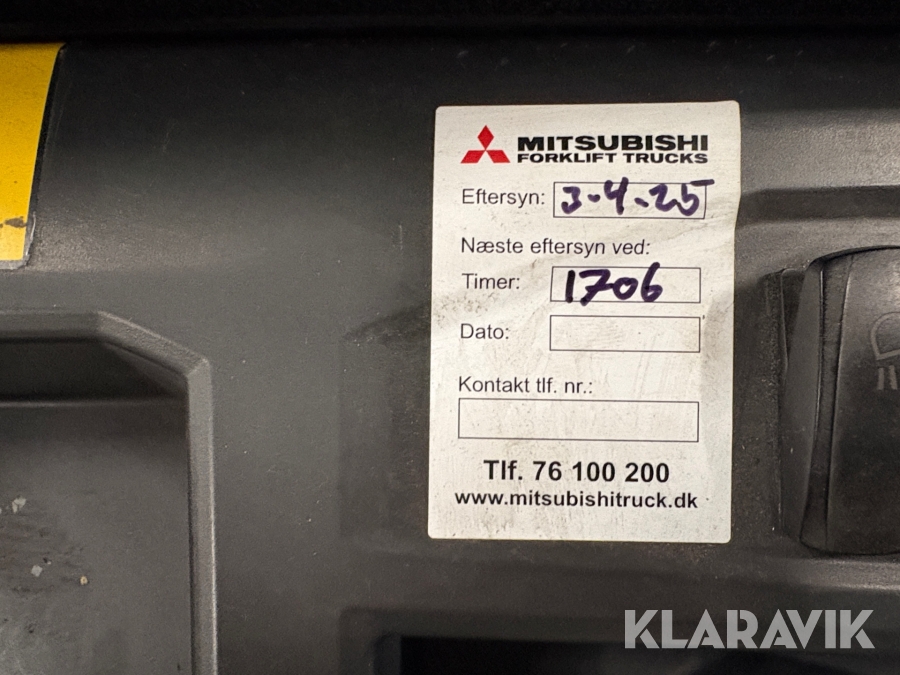 MITSUBISHI
FORKLIFT TRUCKS
Eftersyn: 3-4-25
Næste eftersyn ved:
Timer: 1706
Dato:
Kontakt tlf. nr.:
Tlf. 76 100 200
www.mitsubishitruck.dk
KLARAVIK